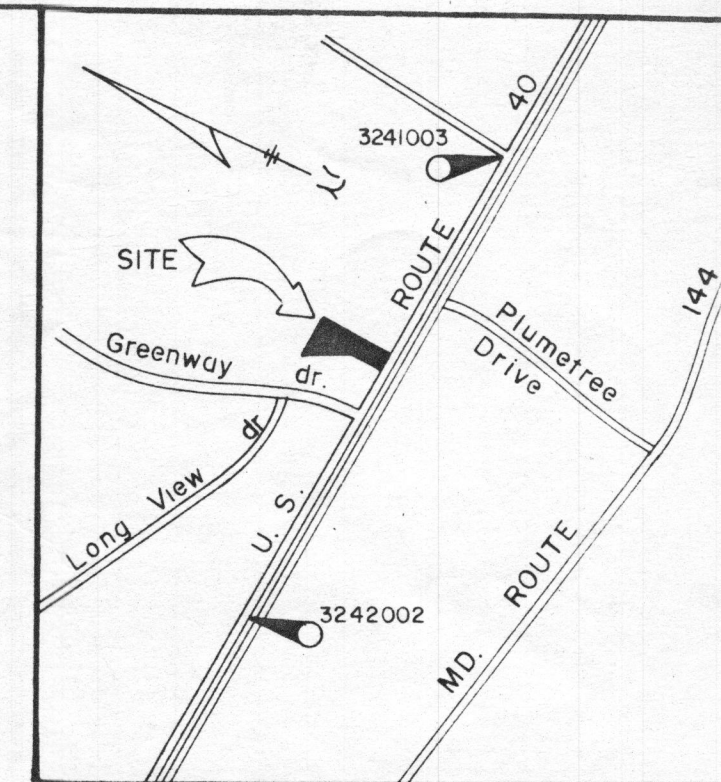 40
3241003
ROUTE
SITE
144
Plumetree
Drive
Greenway dr.
dr
Long View
U. S.
3242002
ROUTE
MD.